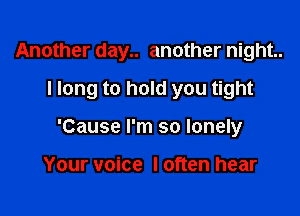 Another day.. another night..
I long to hold you tight
'Cause I'm so lonely
Your voice I often hear